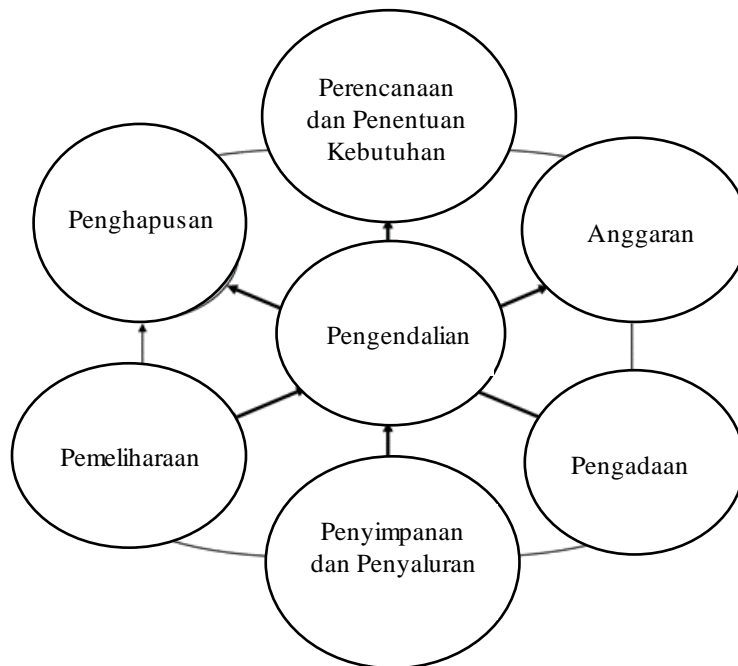 Perencanaan
dan Penentuan
Kebutuhan
Penghapusan
Anggaran
Pengendalian
Pemeliharaan
Pengadaan
Penyimpanan
dan Penyaluran